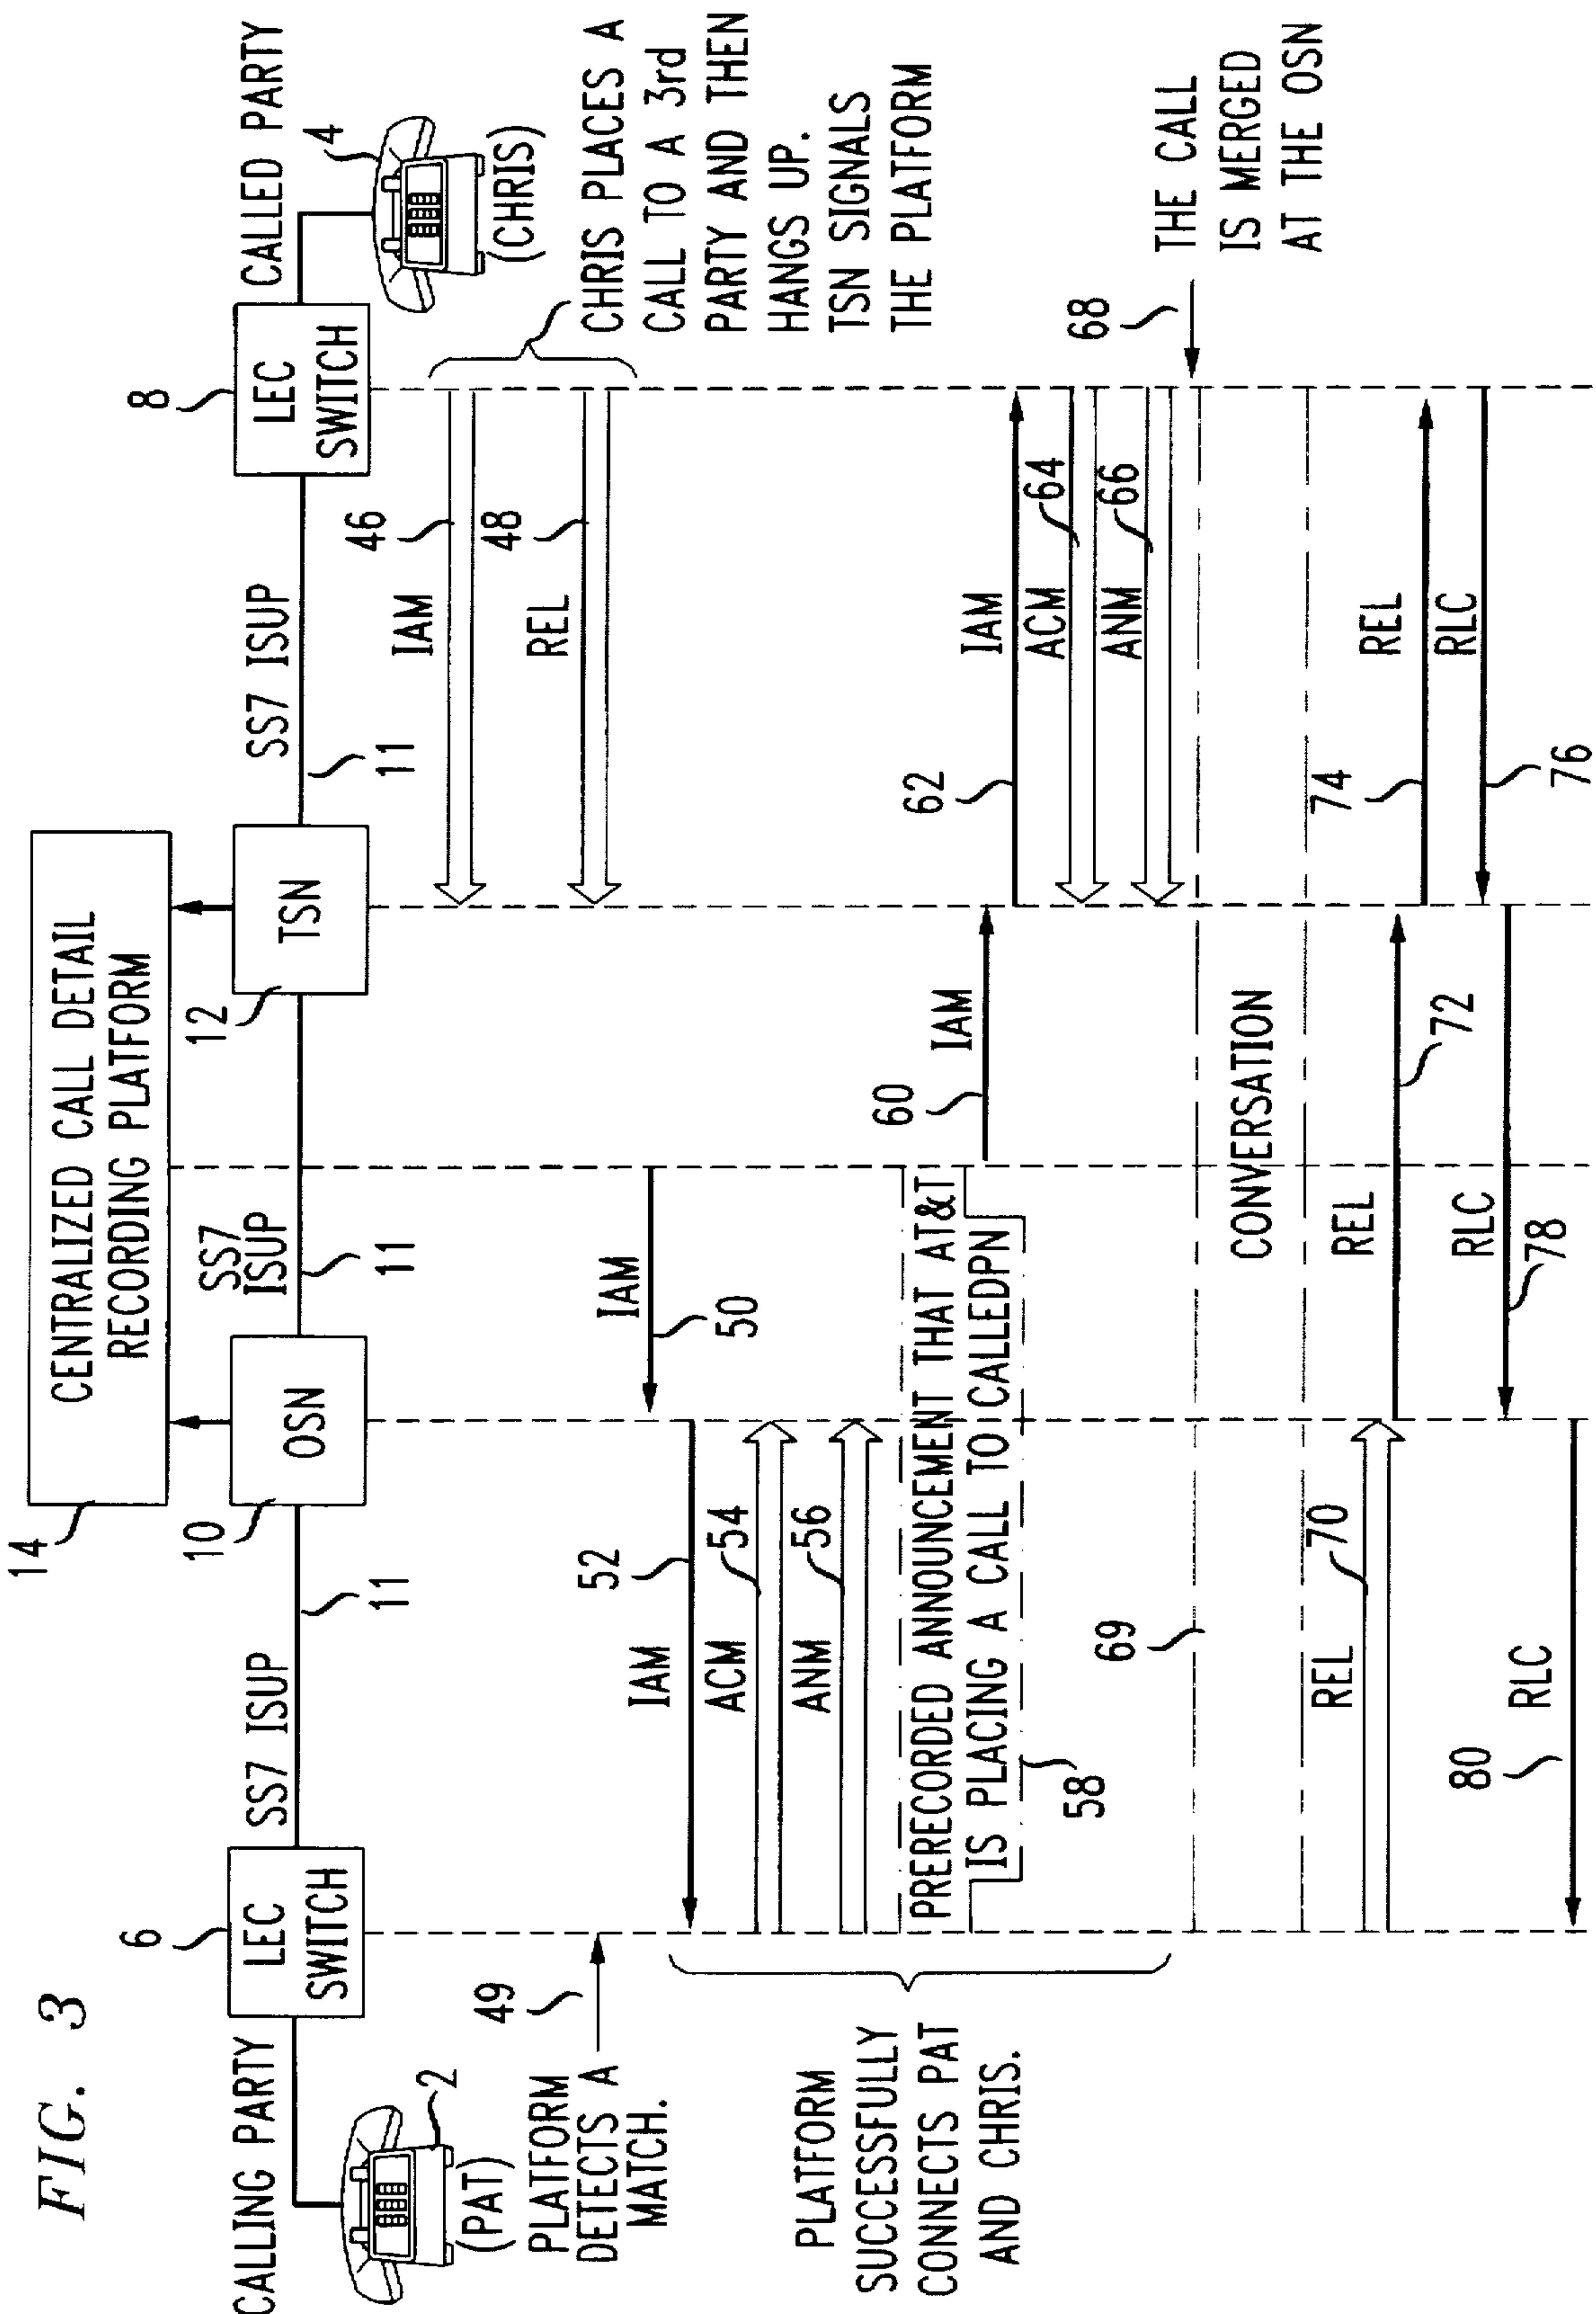 FIG. 3
14
CENTRALIZED CALL DETAIL
RECORDING PLATFORM
CALLING PARTY
6
LEC
SWITCH
SS7 ISUP
11
10
OSN
SS7
ISUP
11
12
TSN
SS7 ISUP
11
8
LEC
SWITCH
CALLED PARTY
2
(PAT)
4
(CHRIS)
IAM
46
REL
48
CHRIS PLACES A
CALL TO A 3rd
PARTY AND THEN
HANGS UP.
TSN SIGNALS
THE PLATFORM
PLATFORM
DETECTS A
MATCH.
49
IAM
50
IAM
52
ACM
54
ANM
56
PLATFORM
SUCCESSFULLY
CONNECTS PAT
AND CHRIS.
PRERECORDED ANNOUNCEMENT THAT AT&T
IS PLACING A CALL TO CALLEDPN
58
60
IAM
62
IAM
ACM
64
ANM
66
68
THE CALL
IS MERGED
AT THE OSN
69
CONVERSATION
REL
70
REL
72
74
REL
RLC
76
RLC
78
80
RLC